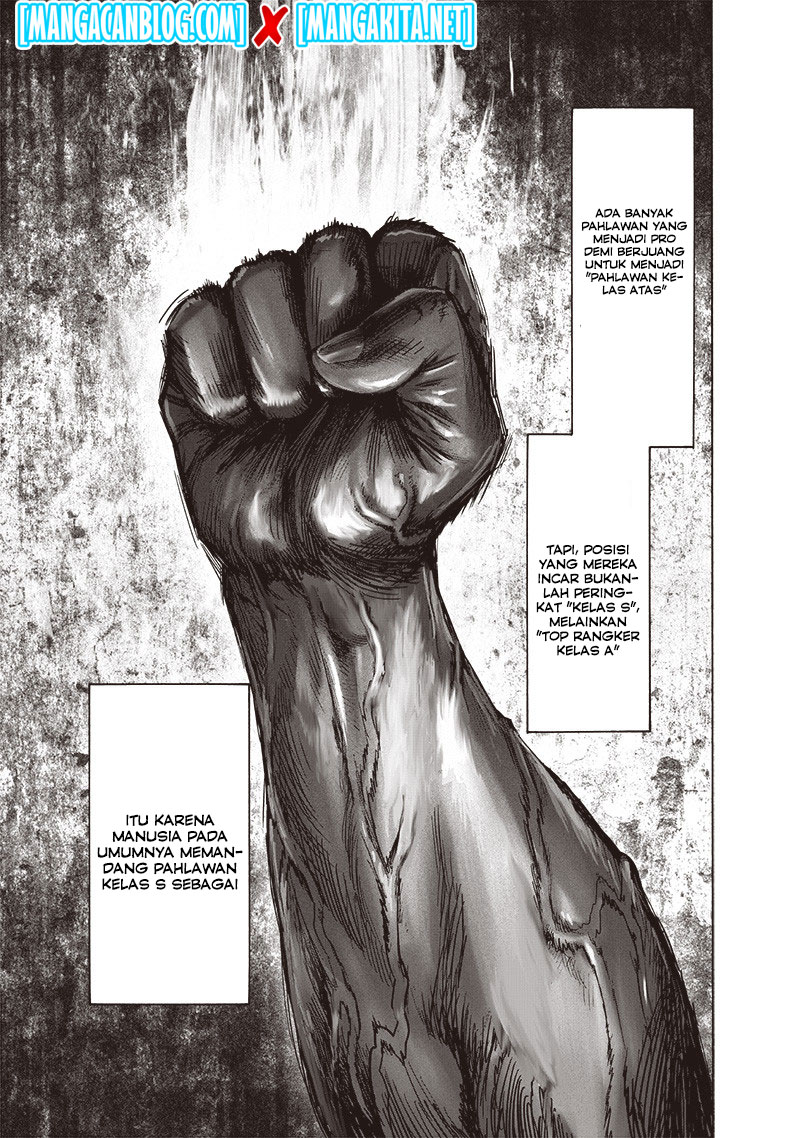 [MANGACANBLOG.COM] X [MANGAKITA.NET]
ADA BANYAK
PAHLAWAN YANG
MENJADI PRO
DEMI BERJUANG
UNTUK MENJADI
"PAHLAWAN KE-
LAS ATAS"
TAPI, POSISI
YANG MEREKA
INCAR BUKAN-
LAH PERING-
KAT "KELAS S",
MELAINKAN
"TOP RANGKER
KELAS A"
ITU KARENA
MANUSIA PADA
UMUMNYA MEMAN-
DANG PAHLAWAN
KELAS S SEBAGAI